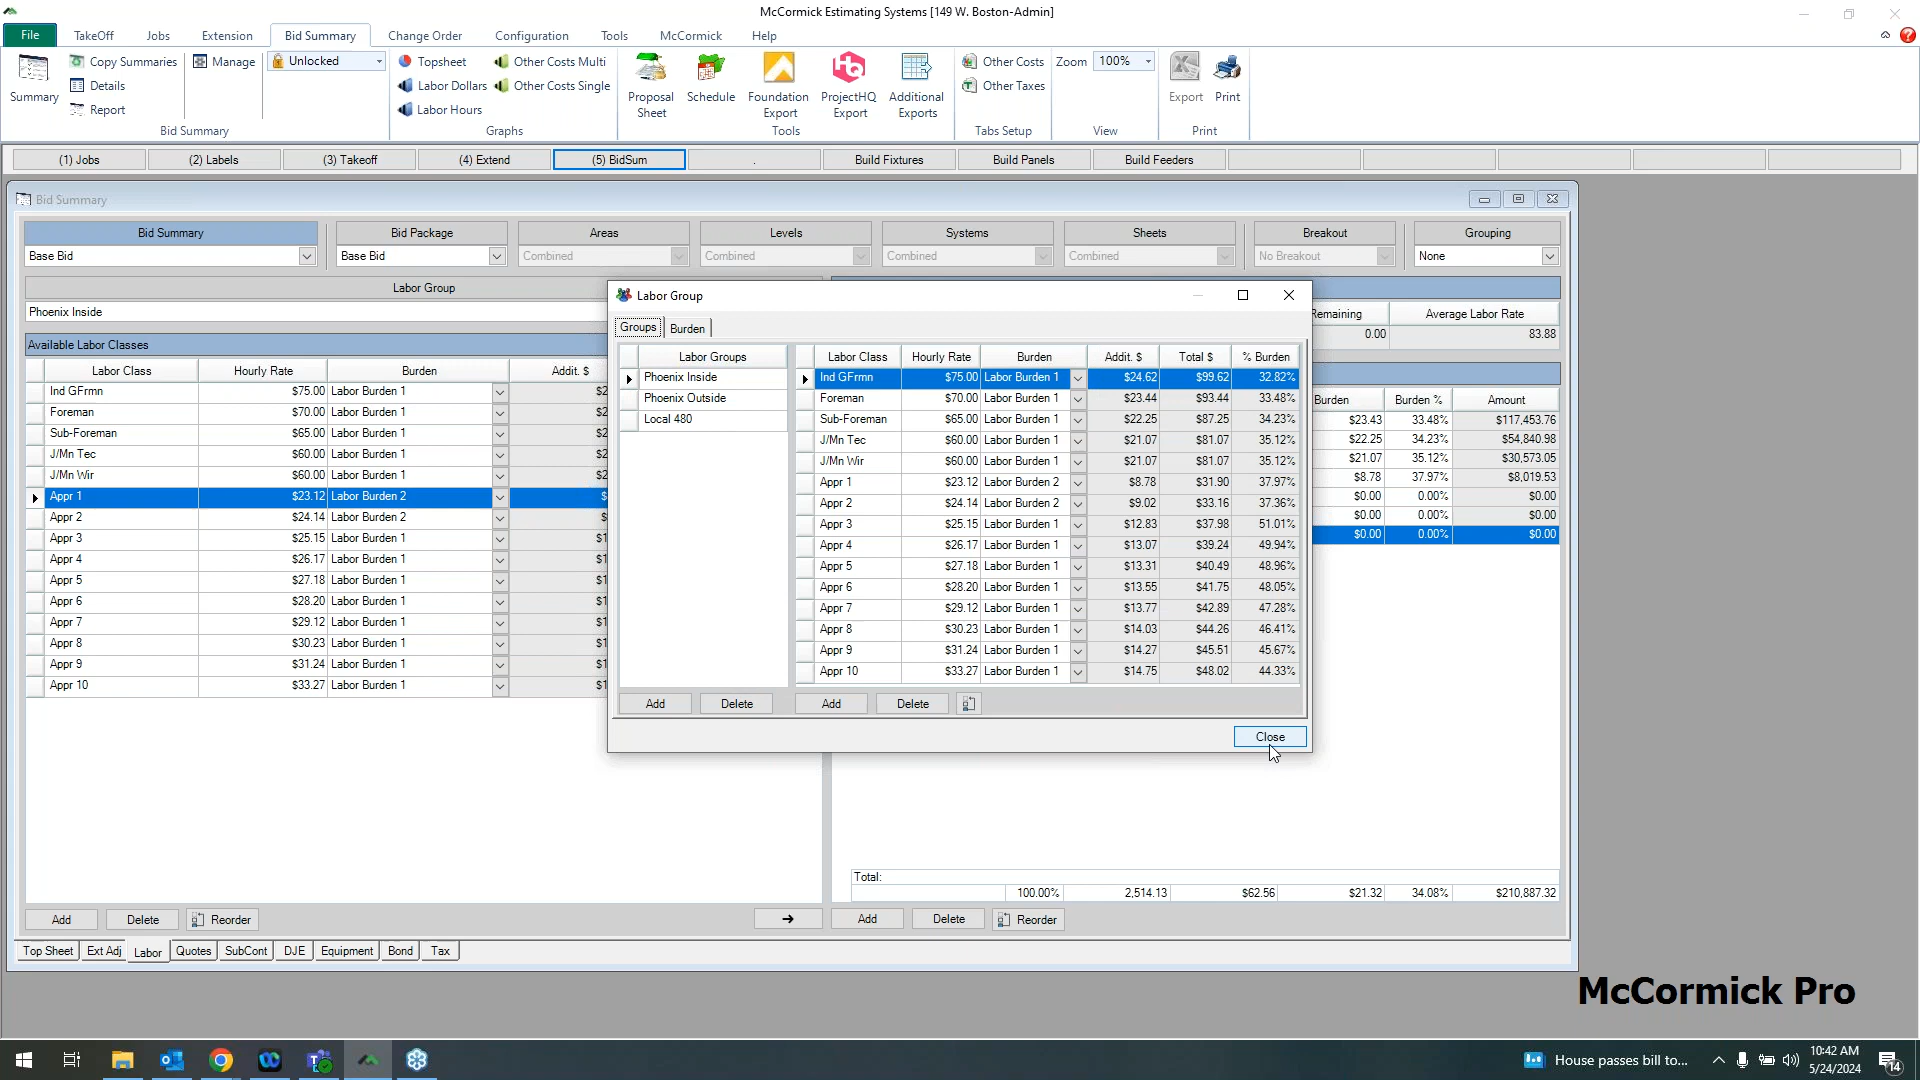 McCormick Estimating Systems [149 W. Boston-Admin]
File TakeOff Jobs Extension Bid Summary Change Order Configuration Tools McCormick Help
Summary
Copy Summaries
Details
Report
Manage
Unlocked
Bid Summary
Topsheet
Labor Dollars
Labor Hours
Other Costs Multi
Other Costs Single
Graphs
Proposal Sheet
Schedule
Foundation Export
ProjectHQ Export
Additional Exports
Tools
Other Costs
Other Taxes
Tabs Setup
Zoom 100%
View
Export
Print
Print
(1) Jobs (2) Labels (3) Takeoff (4) Extend (5) BidSum . Build Fixtures Build Panels Build Feeders
Bid Summary
Bid Summary Bid Package Areas Levels Systems Sheets Breakout Grouping
Base Bid Base Bid Combined Combined Combined Combined No Breakout None
Labor Group
Phoenix Inside
Available Labor Classes
Labor Class Hourly Rate Burden Addit. $
Ind GFrmn $75.00 Labor Burden 1 $2
Foreman $70.00 Labor Burden 1 $2
Sub-Foreman $65.00 Labor Burden 1 $2
J/Mn Tec $60.00 Labor Burden 1 $2
J/Mn Wir $60.00 Labor Burden 1 $2
Appr 1 $23.12 Labor Burden 2 $
Appr 2 $24.14 Labor Burden 2 $
Appr 3 $25.15 Labor Burden 1 $1
Appr 4 $26.17 Labor Burden 1 $1
Appr 5 $27.18 Labor Burden 1 $1
Appr 6 $28.20 Labor Burden 1 $1
Appr 7 $29.12 Labor Burden 1 $1
Appr 8 $30.23 Labor Burden 1 $1
Appr 9 $31.24 Labor Burden 1 $1
Appr 10 $33.27 Labor Burden 1 $1
Add Delete Reorder
Labor Group
Groups Burden
Labor Groups
Phoenix Inside
Phoenix Outside
Local 480
Labor Class Hourly Rate Burden Addit. $ Total $ % Burden
Ind GFrmn $75.00 Labor Burden 1 $24.62 $99.62 32.82%
Foreman $70.00 Labor Burden 1 $23.44 $93.44 33.48%
Sub-Foreman $65.00 Labor Burden 1 $22.25 $87.25 34.23%
J/Mn Tec $60.00 Labor Burden 1 $21.07 $81.07 35.12%
J/Mn Wir $60.00 Labor Burden 1 $21.07 $81.07 35.12%
Appr 1 $23.12 Labor Burden 2 $8.78 $31.90 37.97%
Appr 2 $24.14 Labor Burden 2 $9.02 $33.16 37.36%
Appr 3 $25.15 Labor Burden 1 $12.83 $37.98 51.01%
Appr 4 $26.17 Labor Burden 1 $13.07 $39.24 49.94%
Appr 5 $27.18 Labor Burden 1 $13.31 $40.49 48.96%
Appr 6 $28.20 Labor Burden 1 $13.55 $41.75 48.05%
Appr 7 $29.12 Labor Burden 1 $13.77 $42.89 47.28%
Appr 8 $30.23 Labor Burden 1 $14.03 $44.26 46.41%
Appr 9 $31.24 Labor Burden 1 $14.27 $45.51 45.67%
Appr 10 $33.27 Labor Burden 1 $14.75 $48.02 44.33%
Add Delete Add Delete
Close
Remaining Average Labor Rate
0.00 83.88
Burden Burden % Amount
$23.43 33.48% $117,453.76
$22.25 34.23% $54,840.98
$21.07 35.12% $30,573.05
$8.78 37.97% $8,019.53
$0.00 0.00% $0.00
$0.00 0.00% $0.00
$0.00 0.00% $0.00
Total:
100.00% 2,514.13 $62.56 $21.32 34.08% $210,887.32
Add Delete Reorder
Top Sheet Ext Adj Labor Quotes SubCont DJE Equipment Bond Tax
McCormick Pro
House passes bill to...
10:42 AM
5/24/2024
14